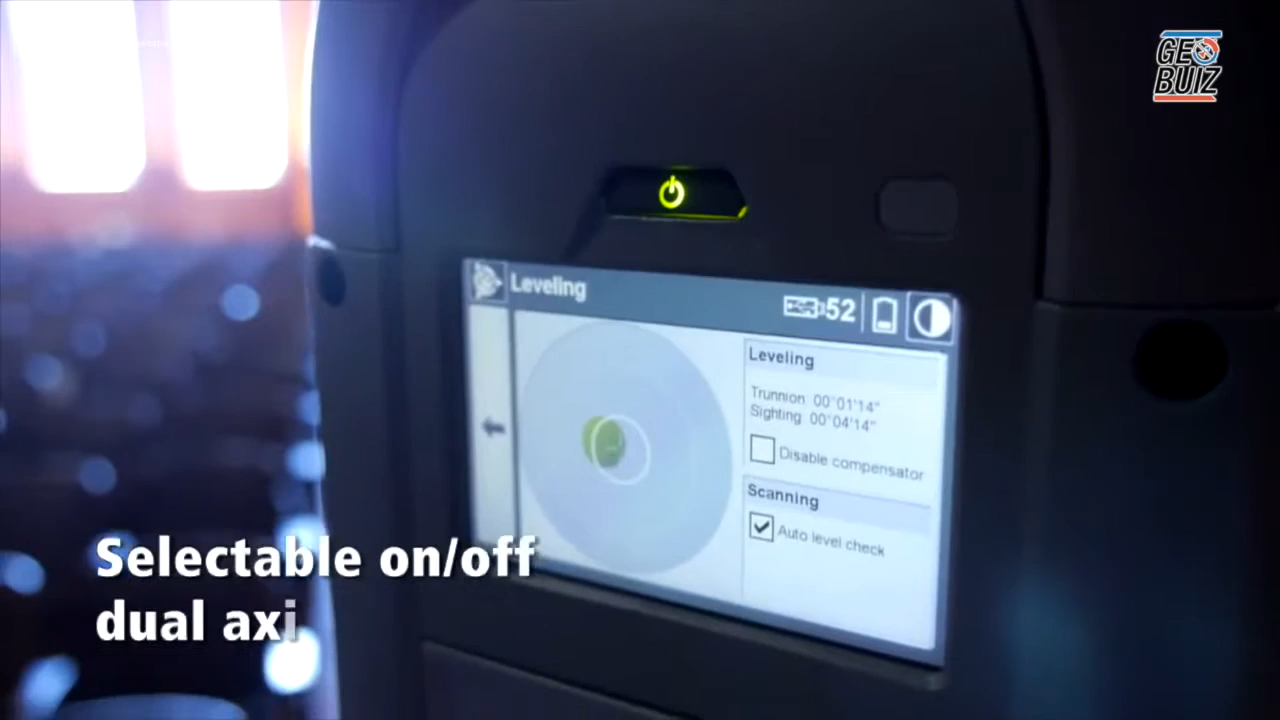 GEO
BUIZ
Leveling
52
Leveling
Trunnion: 00°01'14"
Sighting: 00°04'14"
Disable compensator
Scanning
Auto level check
Selectable on/off
dual axi